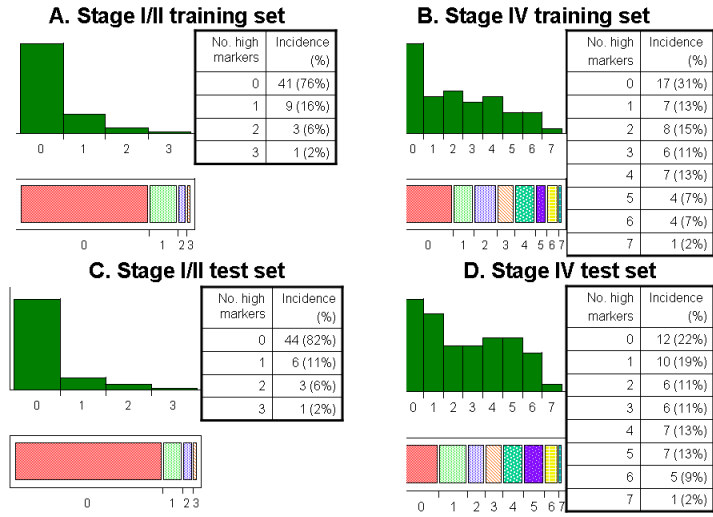 A. Stage I/II training set
No. high markers Incidence (%)
0 41 (76%)
1 9 (16%)
2 3 (6%)
3 1 (2%)
0 1 2 3
0 1 2 3
B. Stage IV training set
No. high markers Incidence (%)
0 17 (31%)
1 7 (13%)
2 8 (15%)
3 6 (11%)
4 7 (13%)
5 4 (7%)
6 4 (7%)
7 1 (2%)
0 1 2 3 4 5 6 7
0 1 2 3 4 5 6 7
C. Stage I/II test set
No. high markers Incidence (%)
0 44 (82%)
1 6 (11%)
2 3 (6%)
3 1 (2%)
0 1 2 3
0 1 2 3
D. Stage IV test set
No. high markers Incidence (%)
0 12 (22%)
1 10 (19%)
2 6 (11%)
3 6 (11%)
4 7 (13%)
5 7 (13%)
6 5 (9%)
7 1 (2%)
0 1 2 3 4 5 6 7
0 1 2 3 4 5 6 7